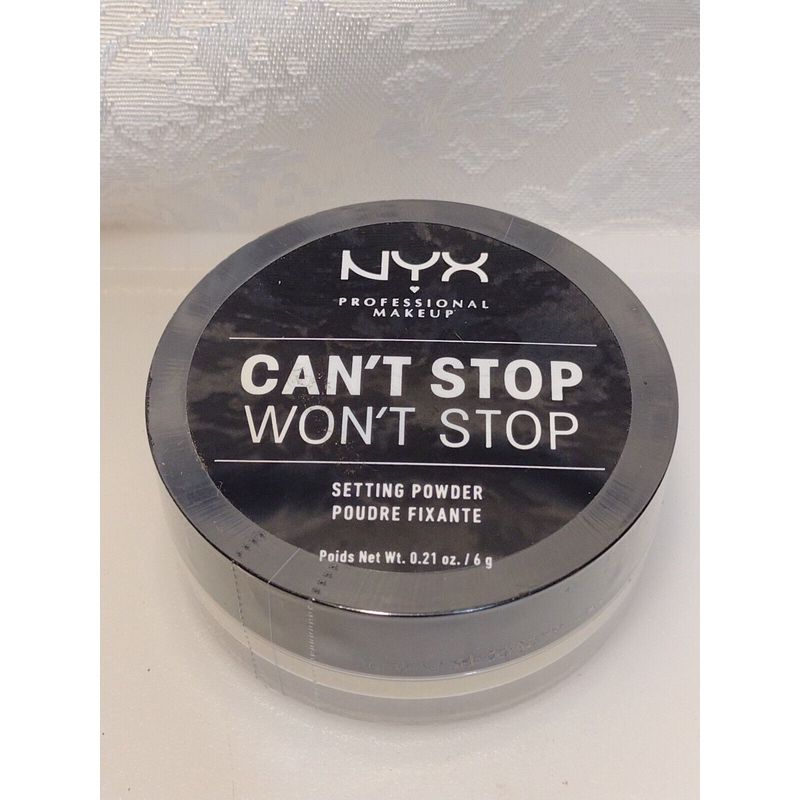 NYX
PROFESSIONAL
MAKEUP
CAN'T STOP
WON'T STOP
SETTING POWDER
POUDRE FIXANTE
Poids Net Wt. 0.21 oz. / 6 g